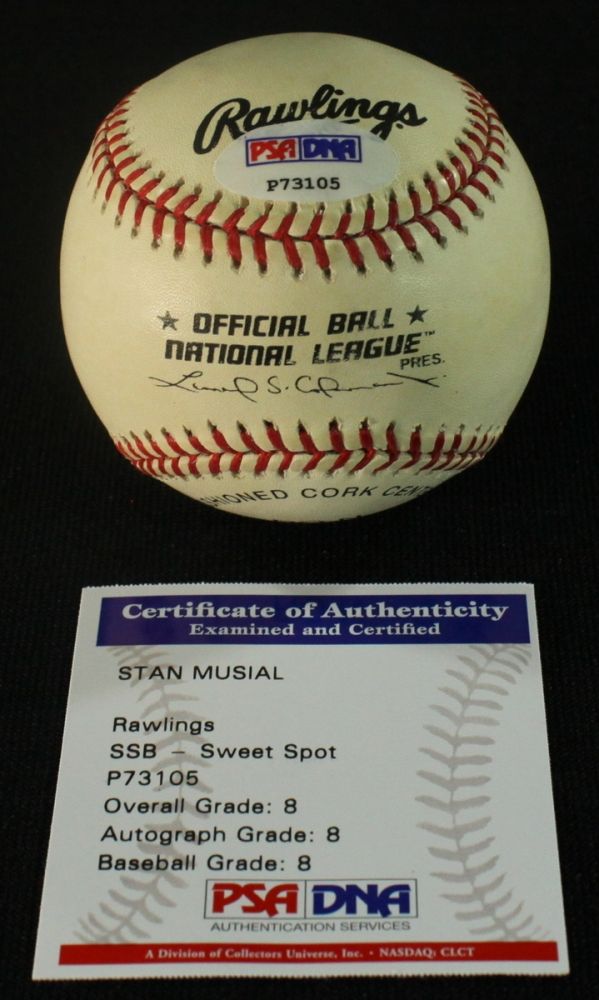 Rawlings
PSA DNA
P73105
★ OFFICIAL BALL ★
NATIONAL LEAGUE™
PRES.
SHIONED CORK CENT
Certificate of Authenticity
Examined and Certified
STAN MUSIAL
Rawlings
SSB - Sweet Spot
P73105
Overall Grade: 8
Autograph Grade: 8
Baseball Grade: 8
PSA DNA
AUTHENTICATION SERVICES
A Division of Collectors Universe, Inc. • NASDAQ: CLCT